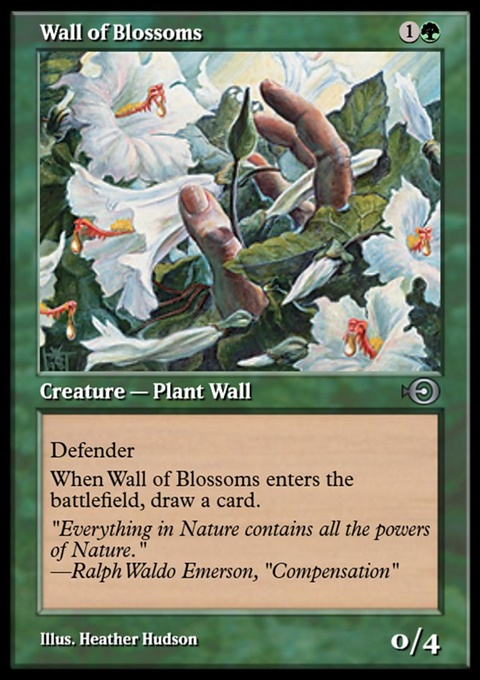 Wall of Blossoms 1
Creature — Plant Wall
Defender
When Wall of Blossoms enters the
battlefield, draw a card.
"Everything in Nature contains all the powers
of Nature."
—Ralph Waldo Emerson, "Compensation"
Illus. Heather Hudson
0/4